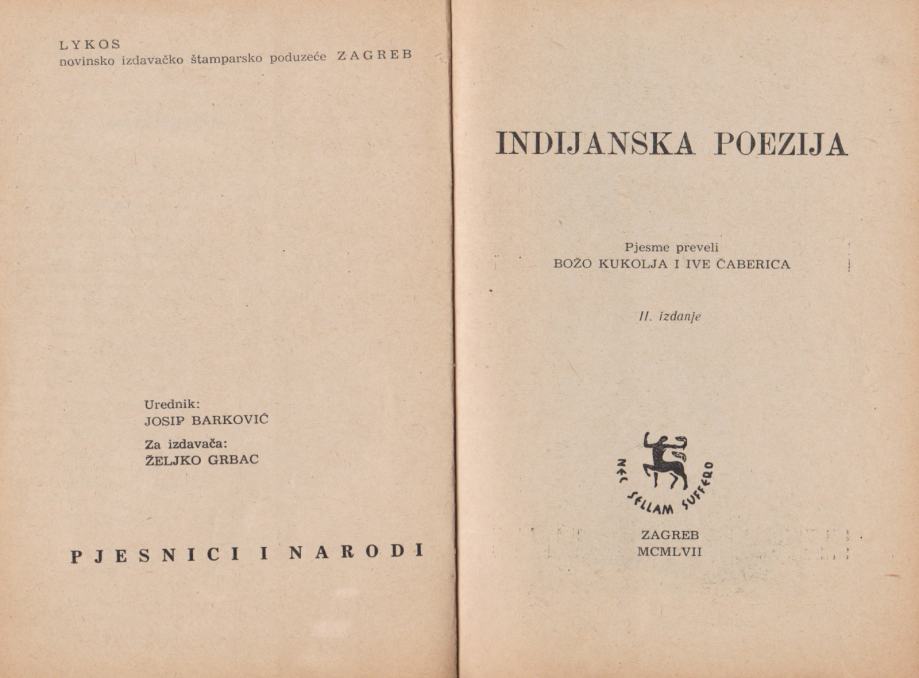 LYKOS
novinsko izdavačko štamparsko poduzeće ZAGREB
Urednik:
JOSIP BARKOVIĆ
Za izdavača:
ŽELJKO GRBAC
PJESNICI I NARODI
INDIJANSKA POEZIJA
Pjesme preveli
BOŽO KUKOLJA I IVE ČABERICA
II. izdanje
NEC SELLAM SUFFERO
ZAGREB
MCMLVII